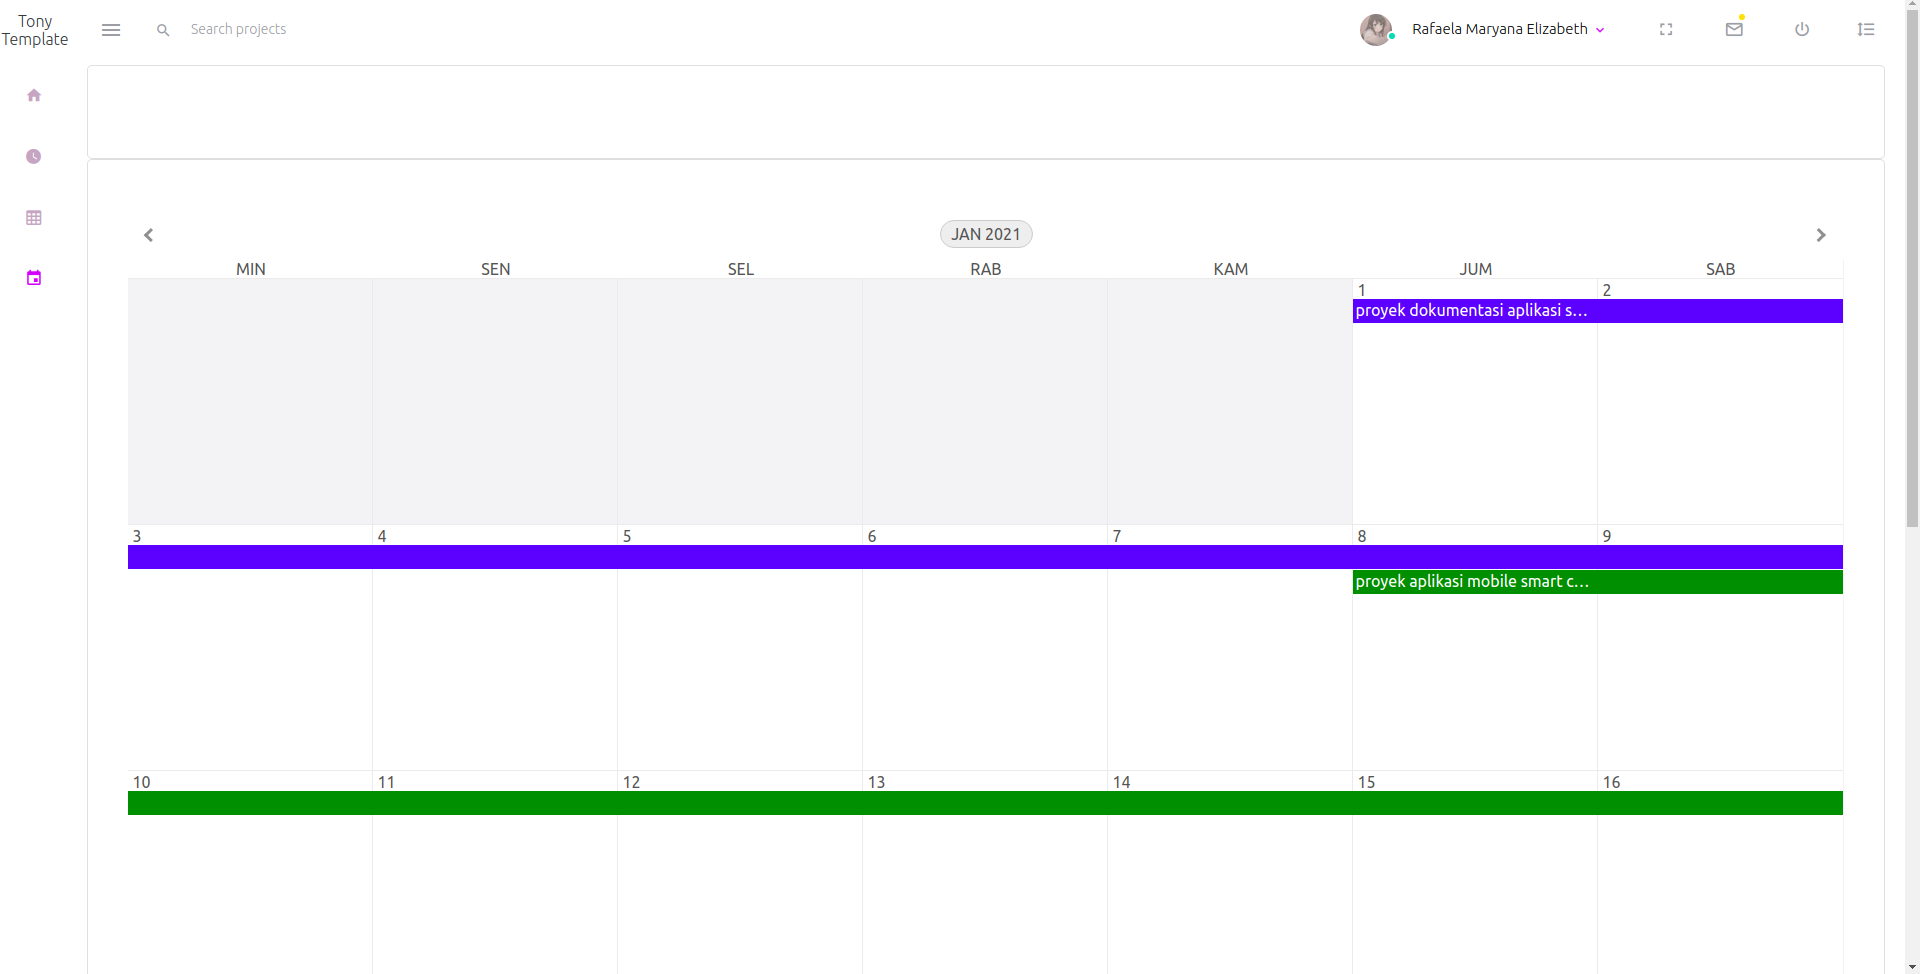 Tony
Template
Search projects
Rafaela Maryana Elizabeth
JAN 2021
MIN SEN SEL RAB KAM JUM SAB
1 2
proyek dokumentasi aplikasi s...
3 4 5 6 7 8 9
proyek aplikasi mobile smart c...
10 11 12 13 14 15 16